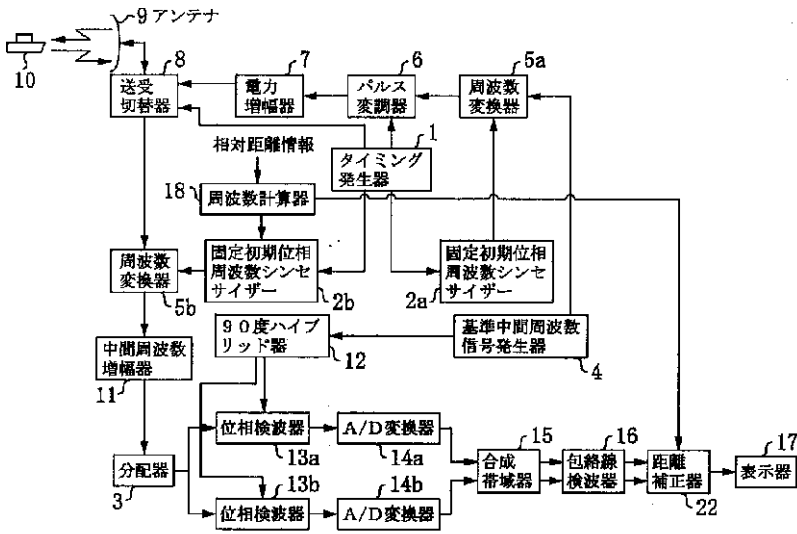 9 アンテナ
10
8
送受
切替器
7
電力
増幅器
6
パルス
変調器
5a
周波数
変換器
相対距離情報
1
タイミング
発生器
18
周波数計算器
周波数
変換器
5b
固定初期位相
周波数シンセ
サイザー
2b
固定初期位相
周波数シンセ
サイザー
2a
中間周波数
増幅器
11
90度ハイブ
リッド器
12
基準中間周波数
信号発生器
4
分配器
3
位相検波器
13a
A/D変換器
14a
13b
位相検波器
14b
A/D変換器
15
合成
帯域器
16
包絡線
検波器
距離
補正器
22
17
表示器